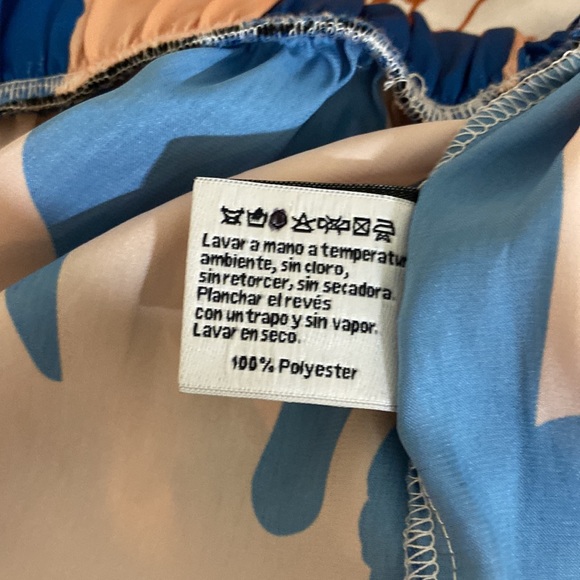 Lavar a mano a temperatur
ambiente, sin cloro,
sin retorcer, sin secadora.
Planchar el revés
con un trapo y sin vapor.
Lavar en seco.
100% Polyester